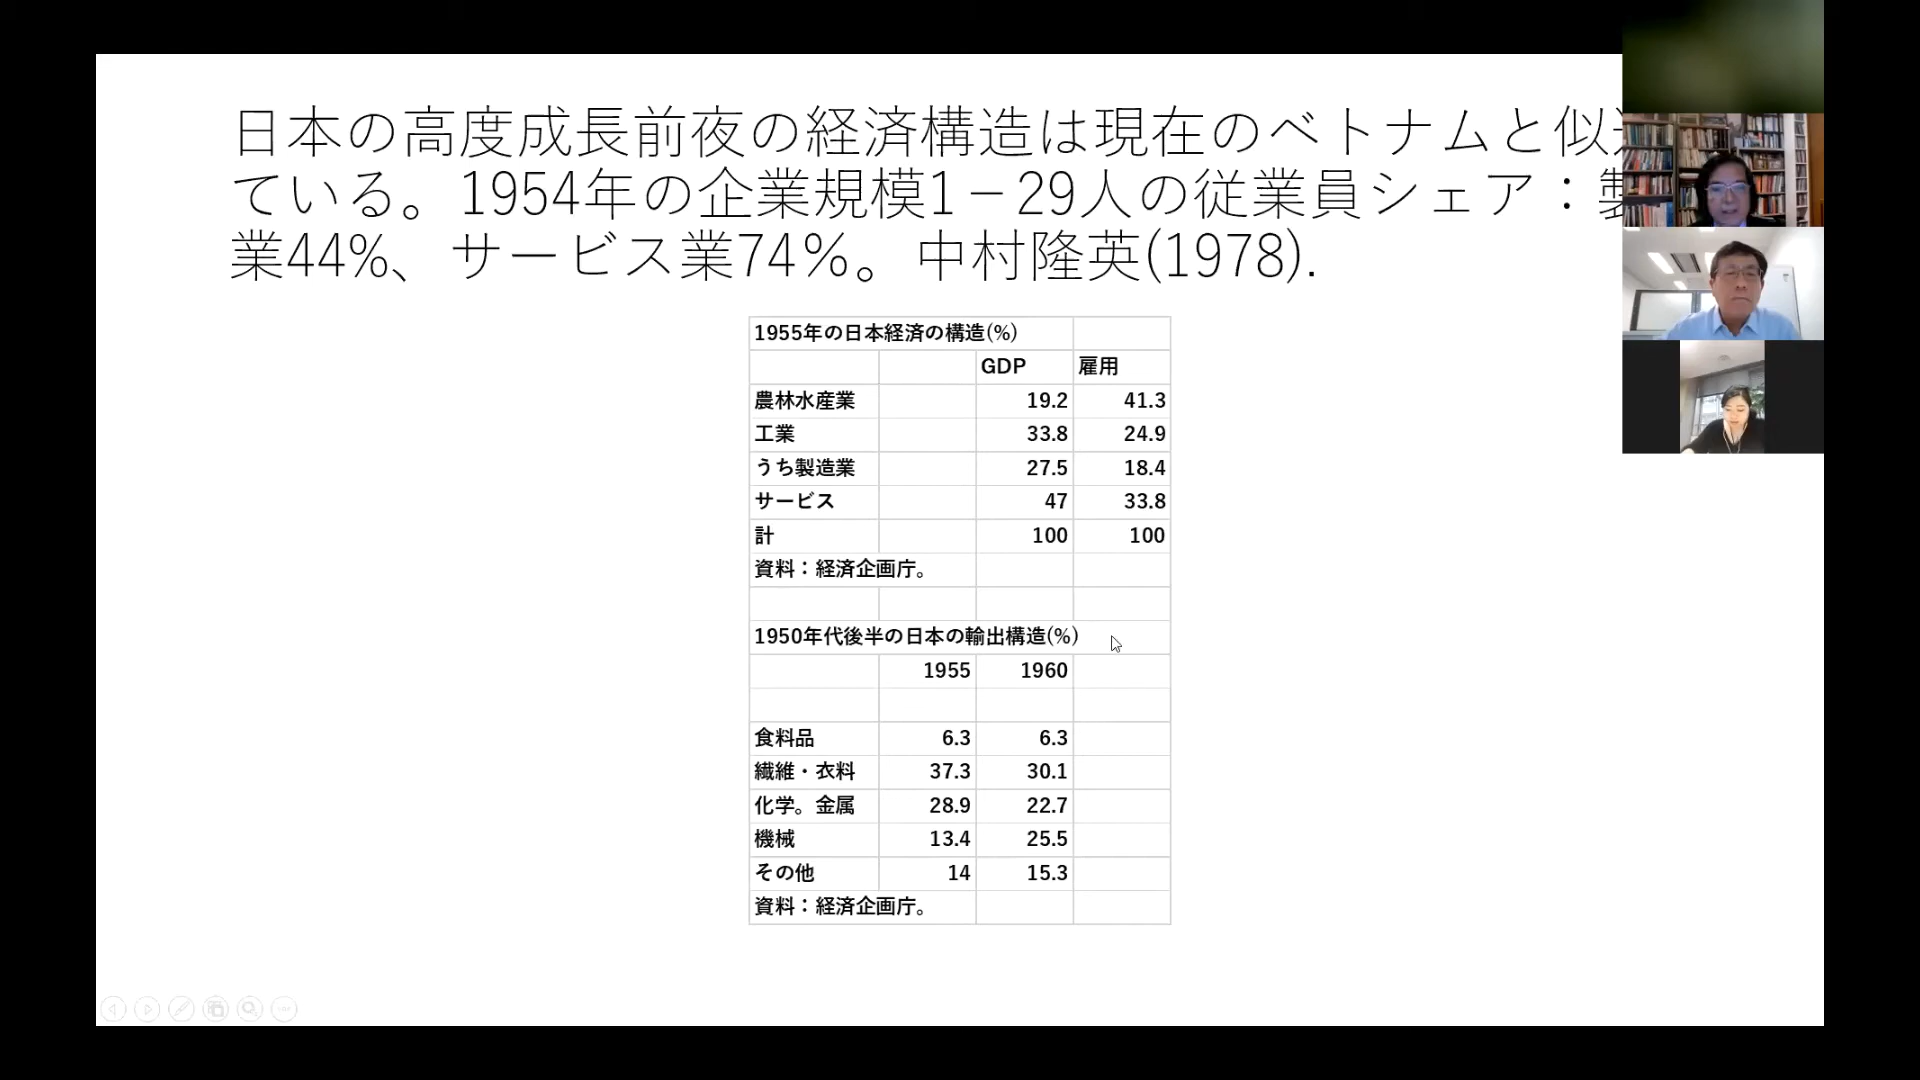 日本の高度成長前夜の経済構造は現在のベトナムと似
ている。1954年の企業規模1－29人の従業員シェア：
業44%、サービス業74%。中村隆英(1978).
1955年の日本経済の構造(%)
GDP 雇用
農林水産業 19.2 41.3
工業 33.8 24.9
うち製造業 27.5 18.4
サービス 47 33.8
計 100 100
資料：経済企画庁。
1950年代後半の日本の輸出構造(%)
1955 1960
食料品 6.3 6.3
繊維・衣料 37.3 30.1
化学。金属 28.9 22.7
機械 13.4 25.5
その他 14 15.3
資料：経済企画庁。